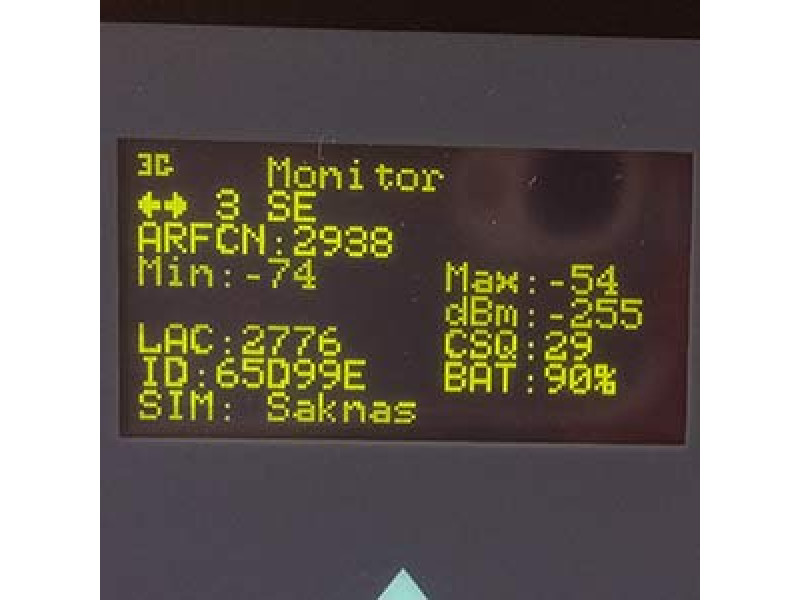 3G Monitor
3 SE
ARFCN:2938
Min:-74 Max:-54
dBm:-255
LAC:2776 CSQ:29
ID:65D99E BAT:90%
SIM: Saknas